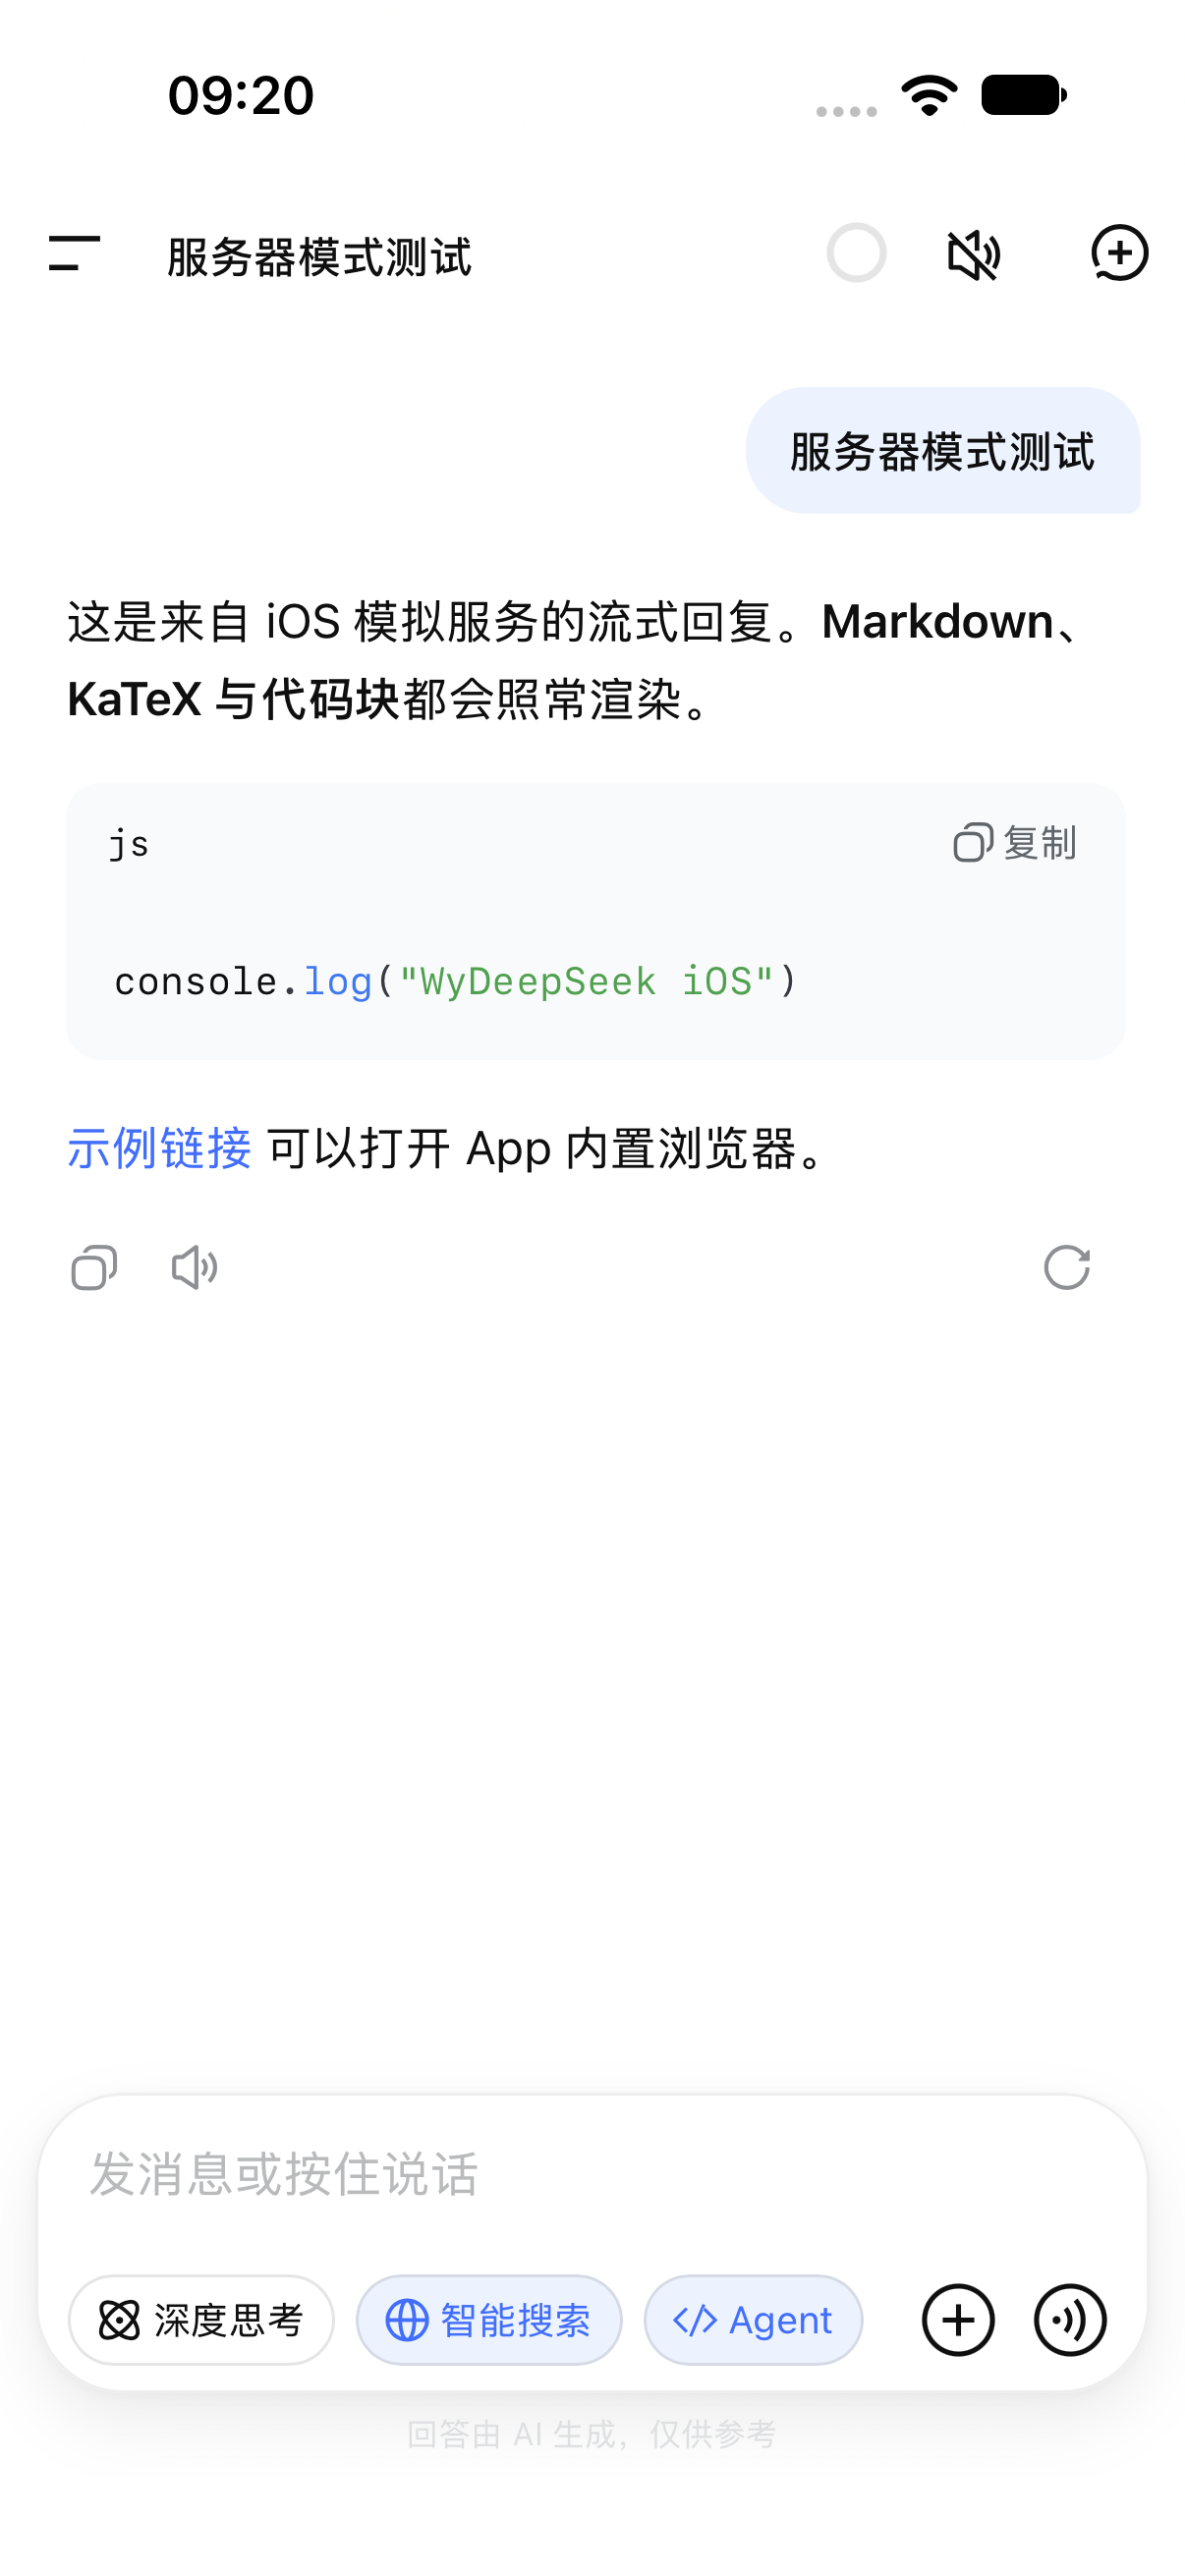 09:20
服务器模式测试
服务器模式测试
这是来自 iOS 模拟服务的流式回复。Markdown、
KaTeX 与代码块都会照常渲染。
js
复制
console.log("WyDeepSeek iOS")
示例链接 可以打开 App 内置浏览器。
发消息或按住说话
深度思考
智能搜索
Agent
回答由 AI 生成，仅供参考